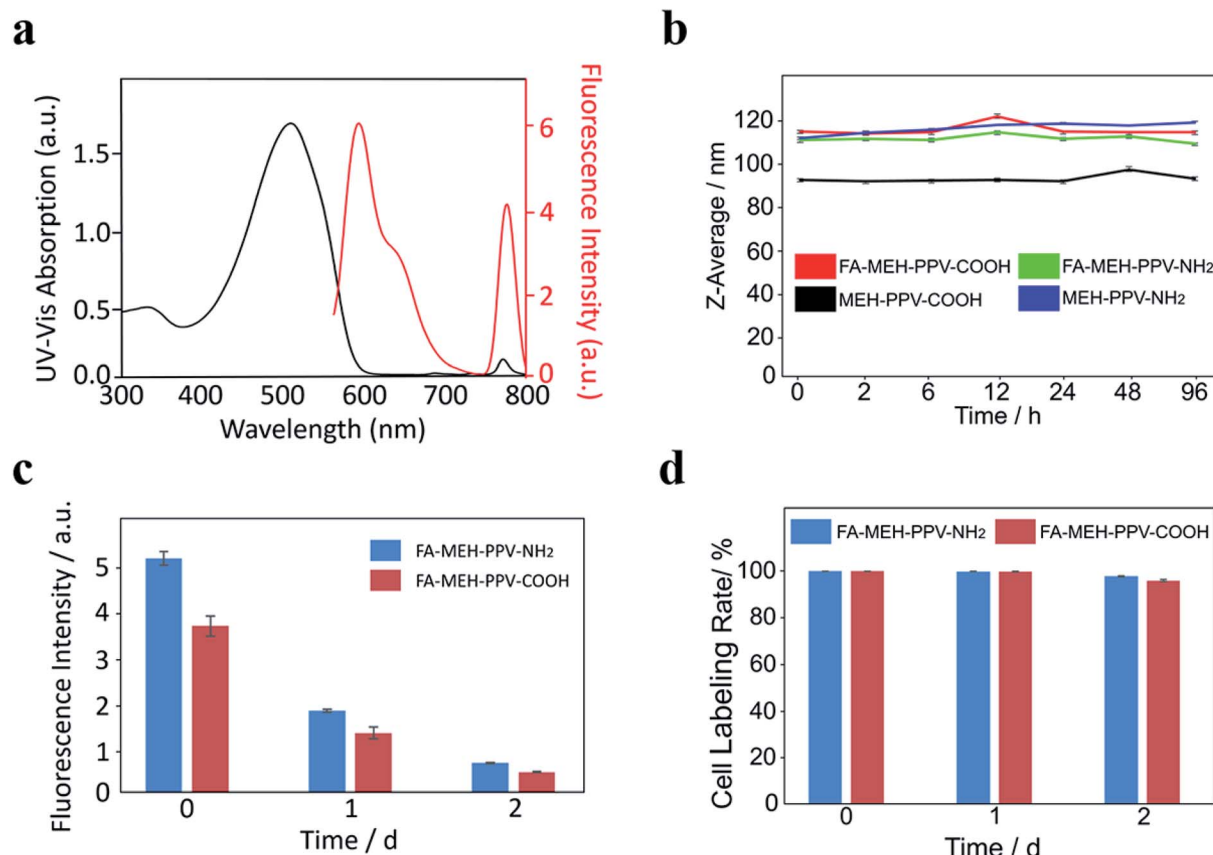 a
UV-Vis Absorption (a.u.)
1.5
1.0
0.5
0.0
300 400 500 600 700 800
Wavelength (nm)
6
4
2
0
Fluorescence Intensity (a.u.)
b
Z-Average / nm
120
100
80
60
40
20
0
FA-MEH-PPV-COOH
FA-MEH-PPV-NH2
MEH-PPV-COOH
MEH-PPV-NH2
0 2 6 12 24 48 96
Time / h
c
Fluorescence Intensity / a.u.
5
4
3
2
1
0
FA-MEH-PPV-NH2
FA-MEH-PPV-COOH
0 1 2
Time / d
d
Cell Labeling Rate/ %
100
80
60
40
20
0
FA-MEH-PPV-NH2
FA-MEH-PPV-COOH
0 1 2
Time / d